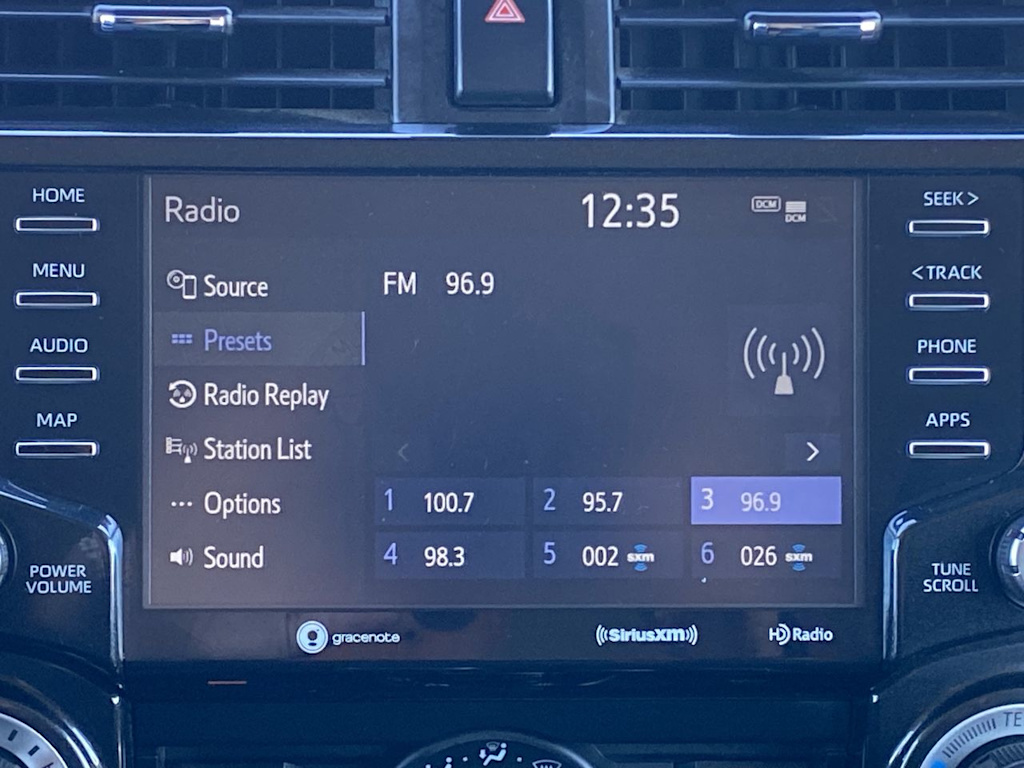 HOME
MENU
AUDIO
MAP
POWER
VOLUME
Radio 12:35 DCM DCM
Source
Presets
Radio Replay
Station List
Options
Sound
FM 96.9
1 100.7 2 95.7 3 96.9
4 98.3 5 002 sxm 6 026 sxm
gracenote SiriusXM HD Radio
SEEK >
< TRACK
PHONE
APPS
TUNE
SCROLL
TE